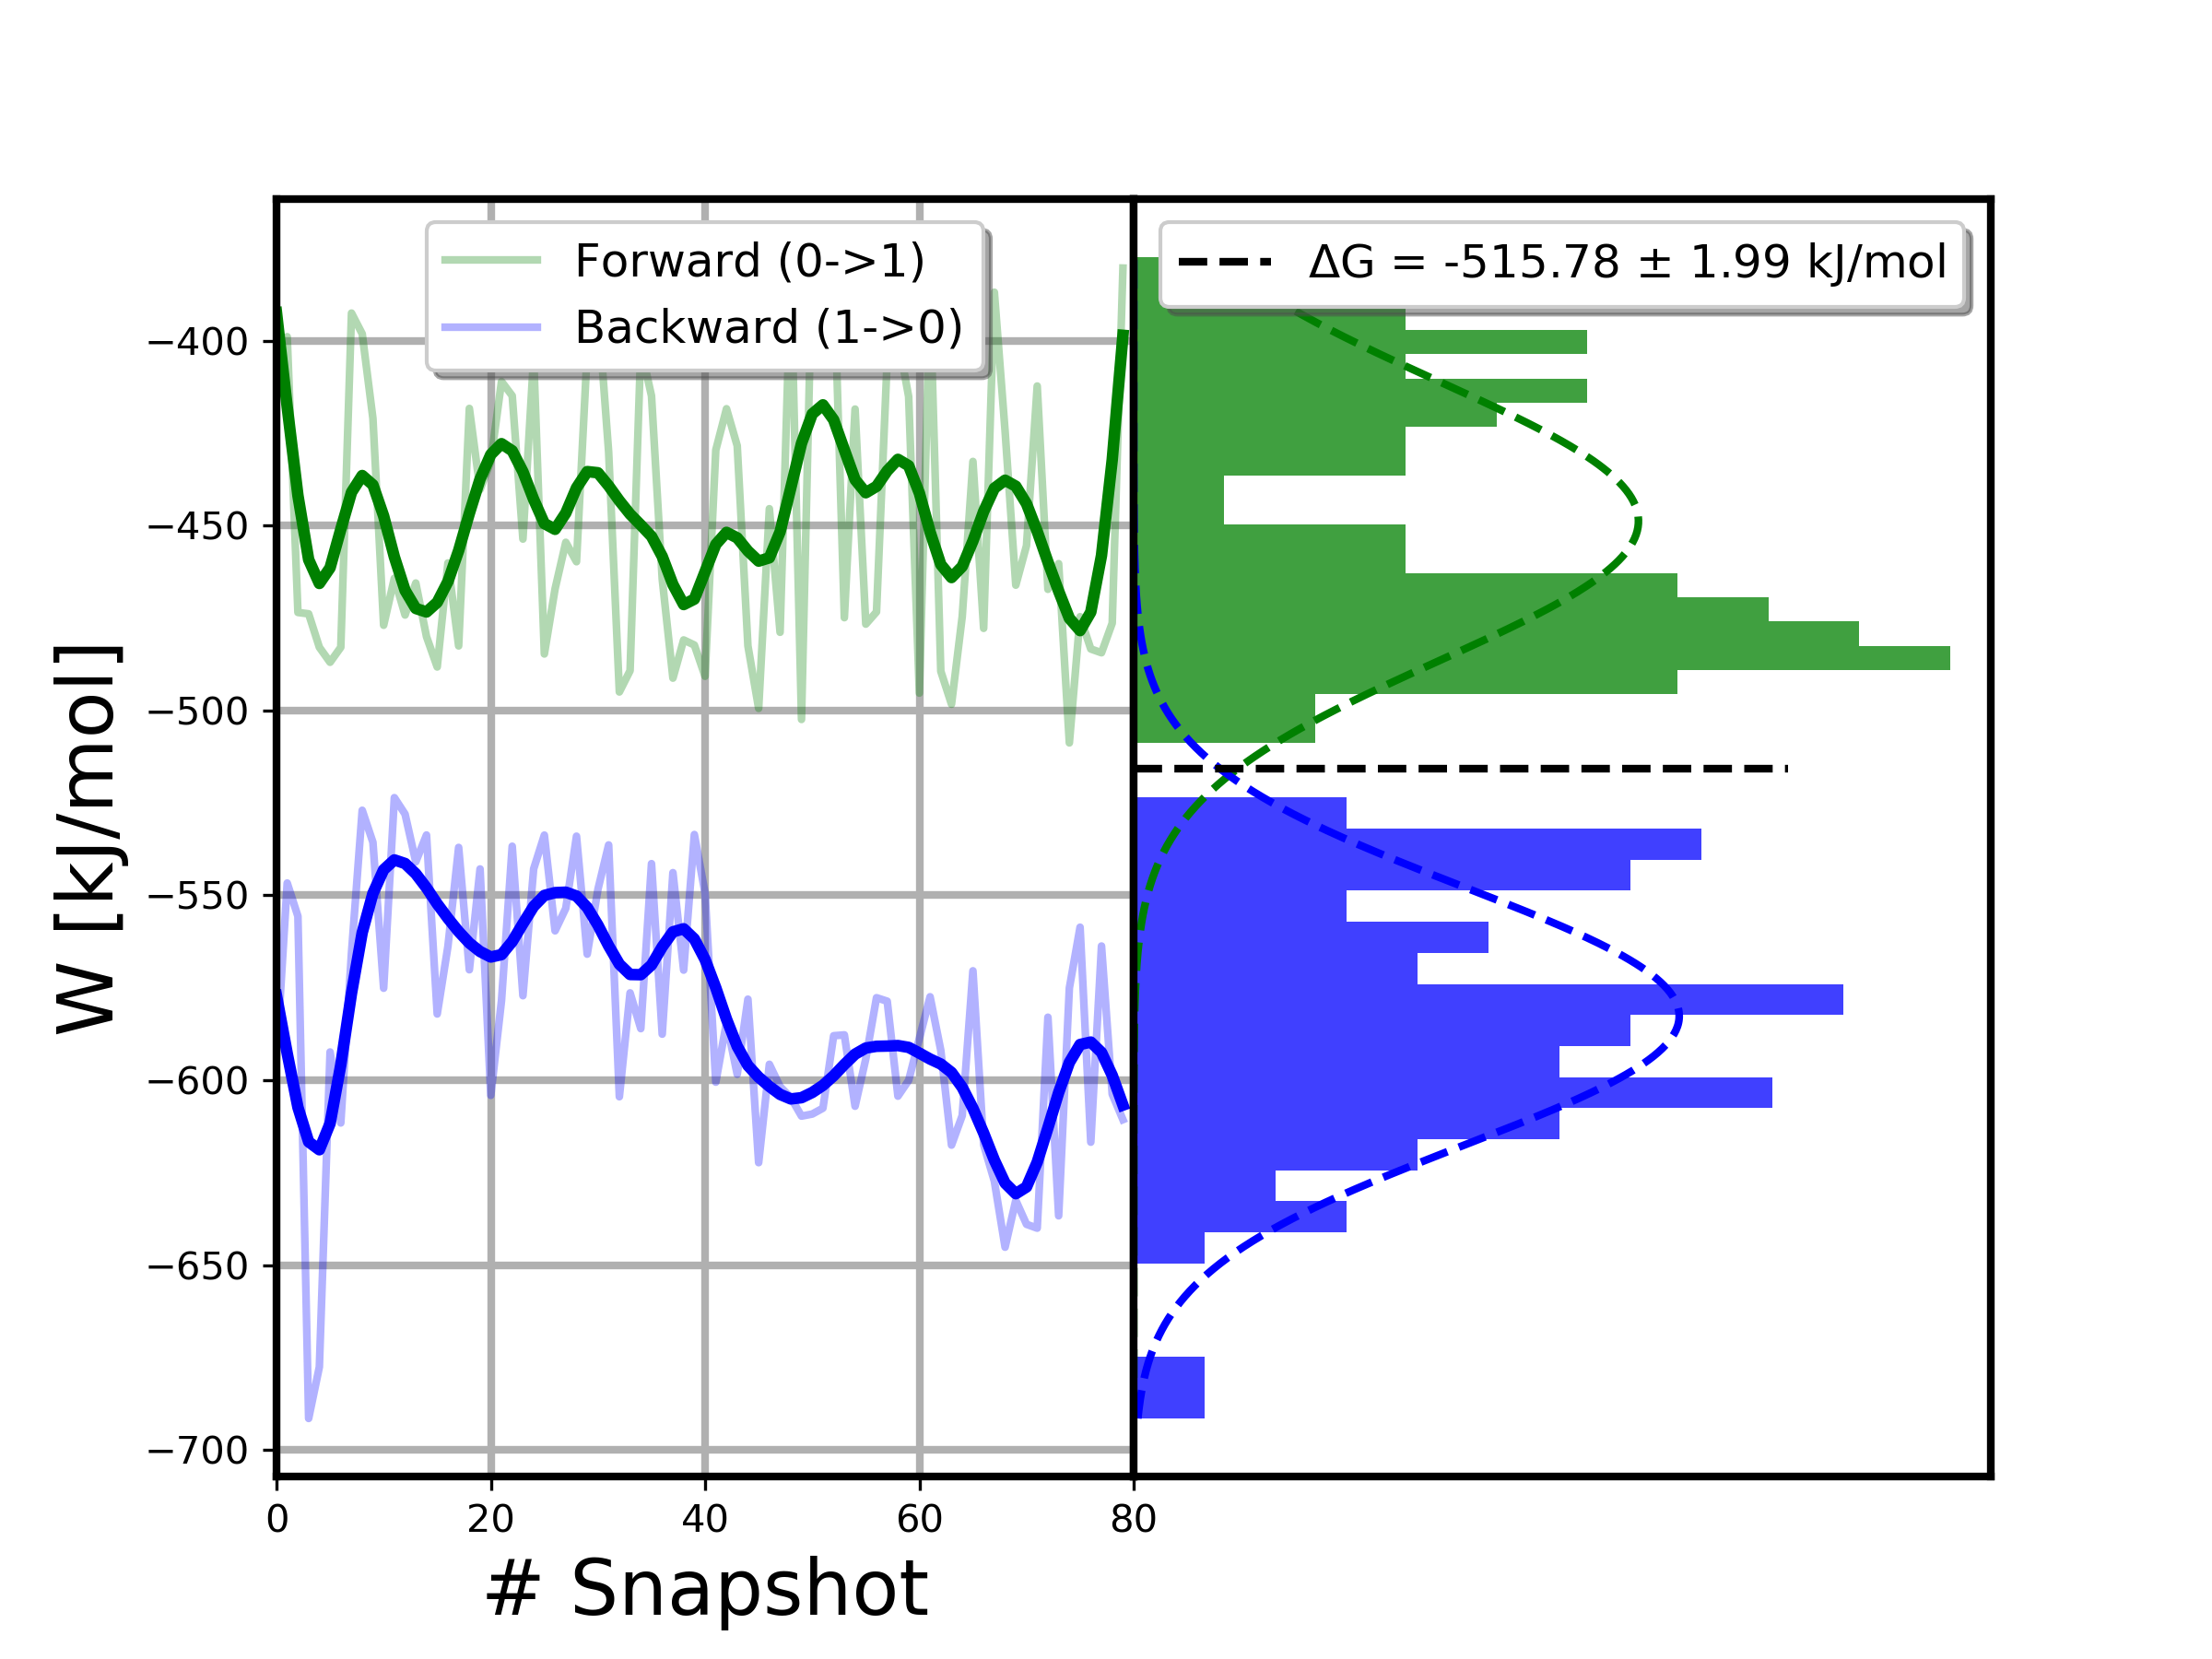 Forward (0->1)
Backward (1->0)
ΔG = -515.78 ± 1.99 kJ/mol
W [kJ/mol]
−400
−450
−500
−550
−600
−650
−700
0 20 40 60 80
# Snapshot